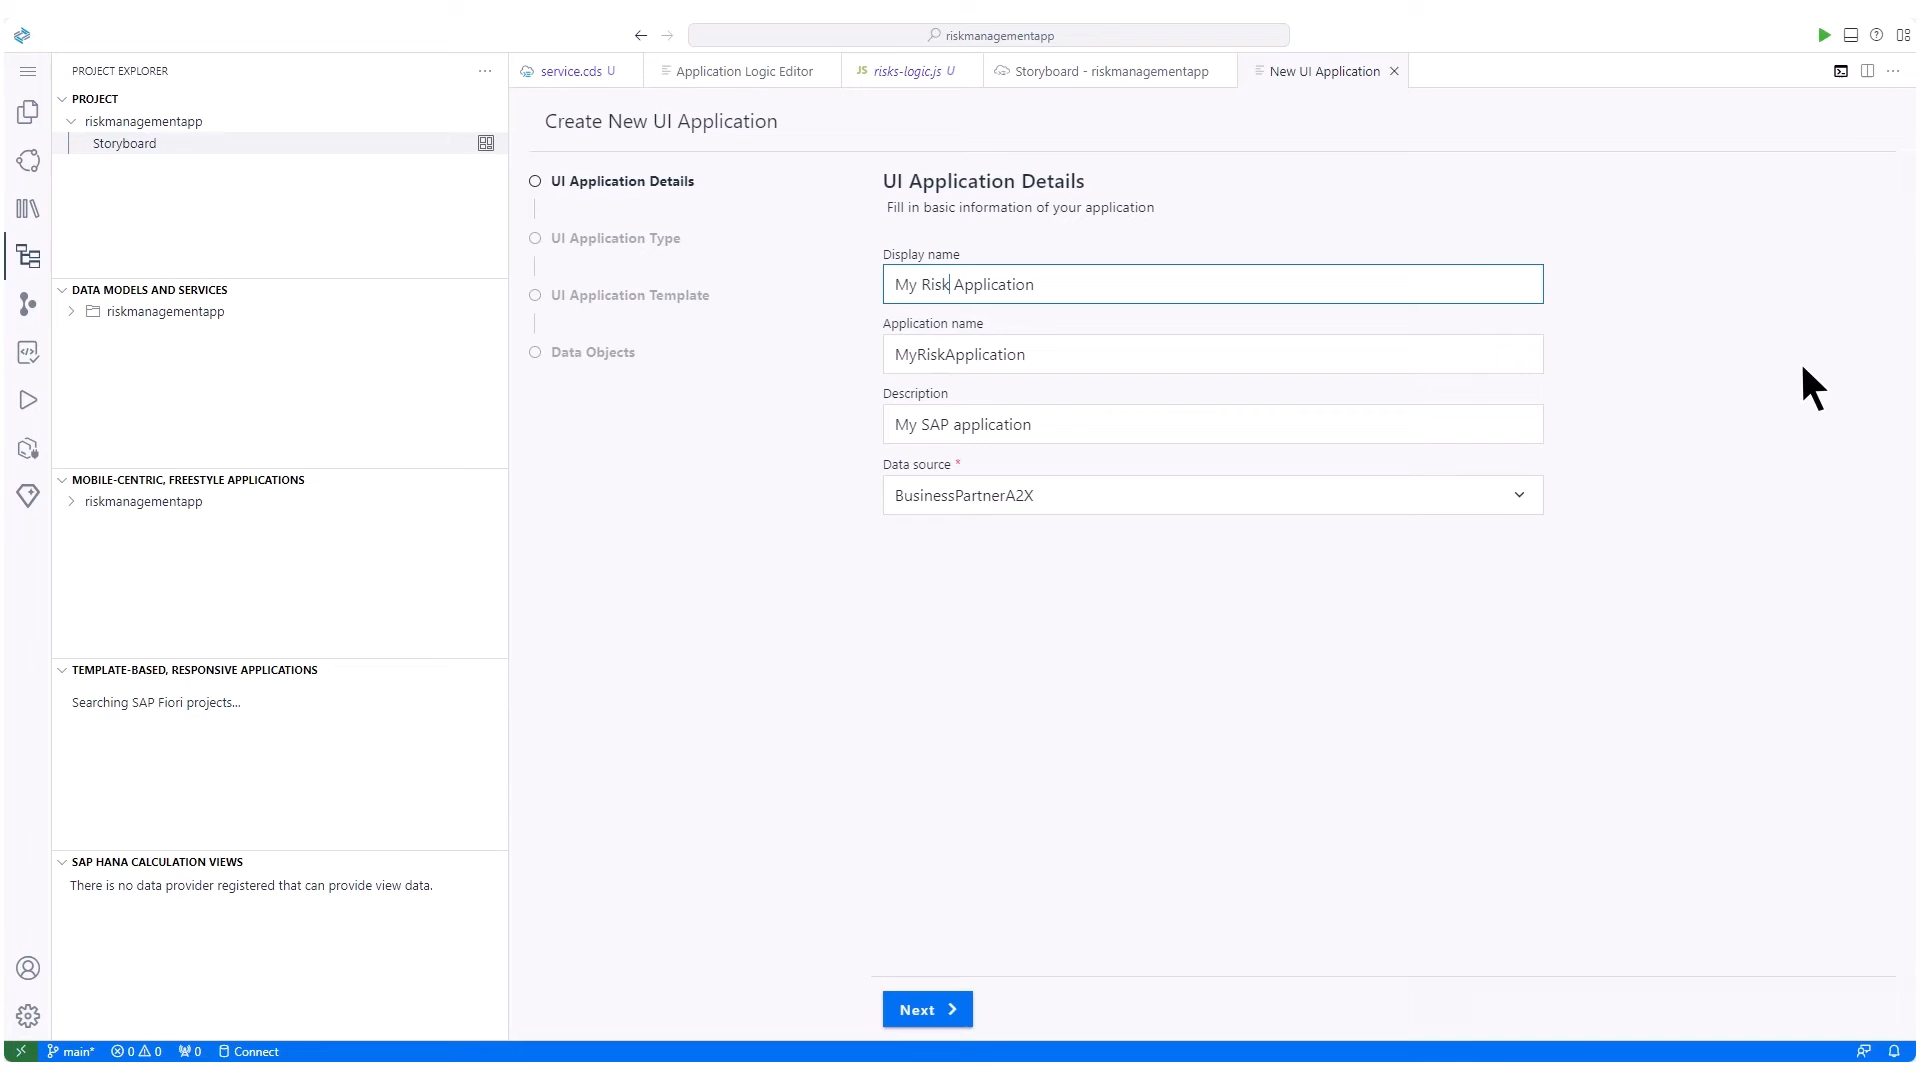 riskmanagementapp
PROJECT EXPLORER
PROJECT
riskmanagementapp
Storyboard
DATA MODELS AND SERVICES
riskmanagementapp
MOBILE-CENTRIC, FREESTYLE APPLICATIONS
riskmanagementapp
TEMPLATE-BASED, RESPONSIVE APPLICATIONS
Searching SAP Fiori projects...
SAP HANA CALCULATION VIEWS
There is no data provider registered that can provide view data.
service.cds U
Application Logic Editor
JS risks-logic.js U
Storyboard - riskmanagementapp
New UI Application
Create New UI Application
UI Application Details
UI Application Type
UI Application Template
Data Objects
UI Application Details
Fill in basic information of your application
Display name
My Risk Application
Application name
MyRiskApplication
Description
My SAP application
Data source *
BusinessPartnerA2X
Next
main* 0 0 0 Connect